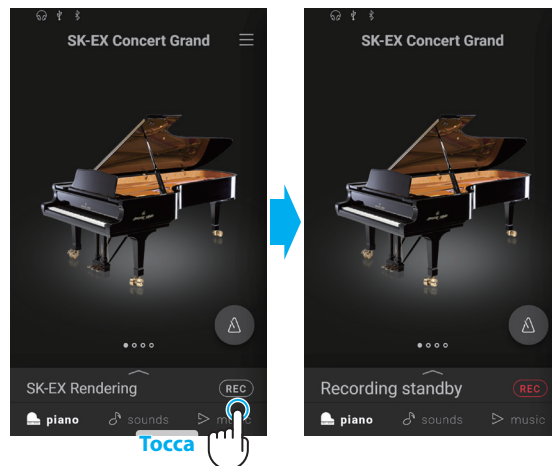 SK-EX Concert Grand
SK-EX Rendering REC
piano sounds music
Tocca
SK-EX Concert Grand
Recording standby REC
piano sounds music